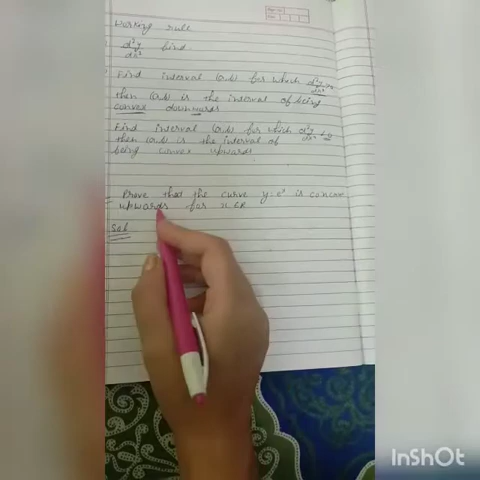 Working rule
d²y/dx² find
Find interval (a,b) for which d²y/dx²>0
then (a,b) is the interval of being
convex downwards
Find interval (a,b) for which d²y/dx²<0
then (a,b) is the interval of
being convex upwards
Prove that the curve y=eˣ is concave
upwards for x∈R
Sol
InShOt